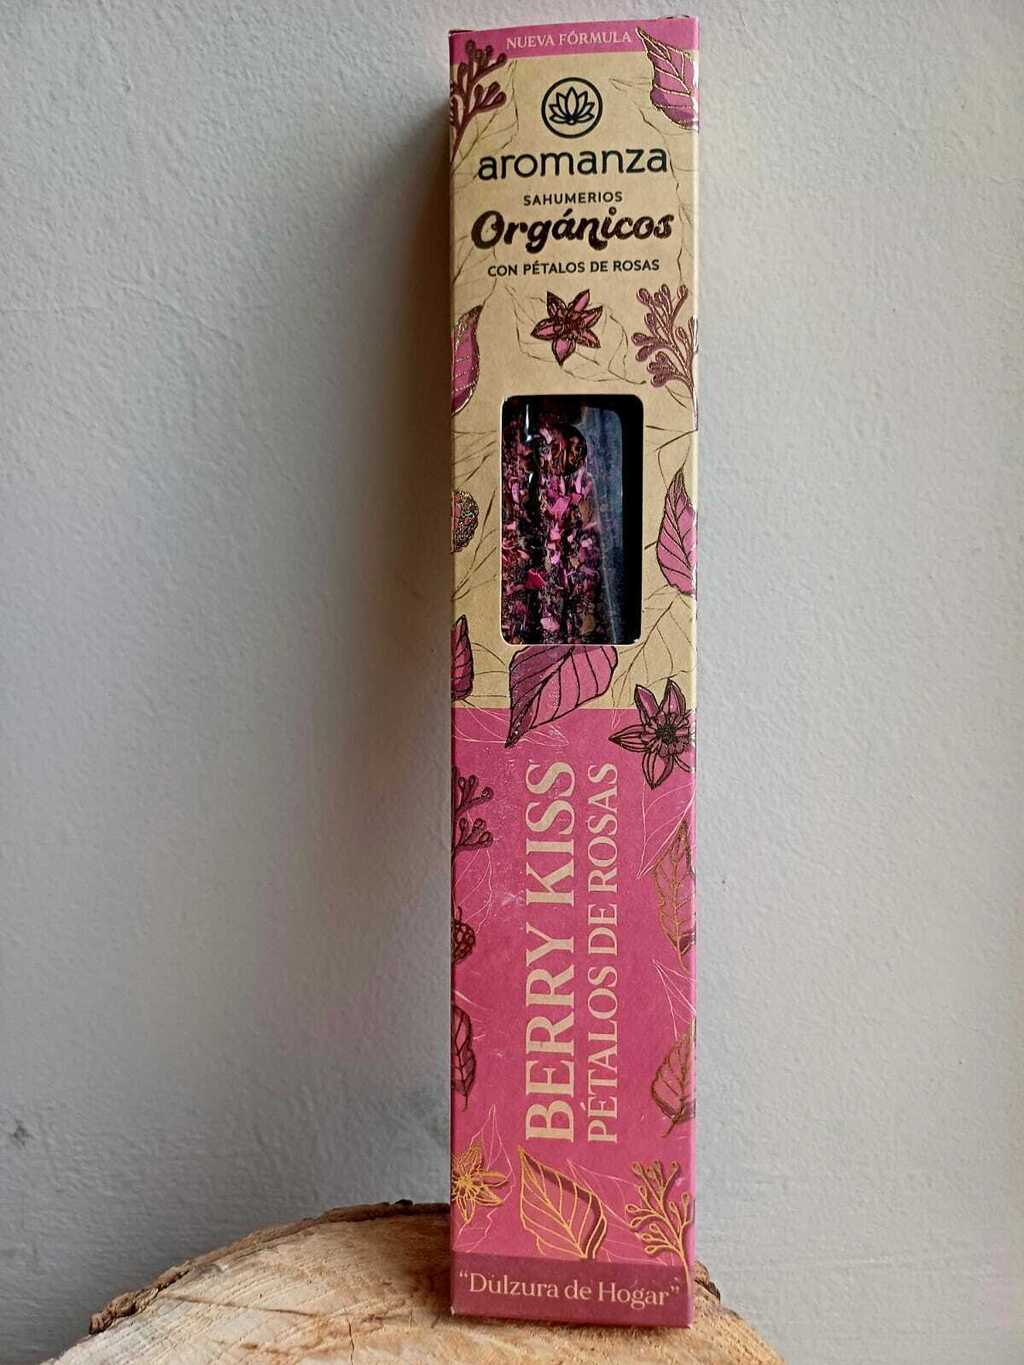 NUEVA FÓRMULA
aromanza
SAHUMERIOS
Orgánicos
CON PÉTALOS DE ROSAS
BERRY KISS
PÉTALOS DE ROSAS
“Dulzura de Hogar”